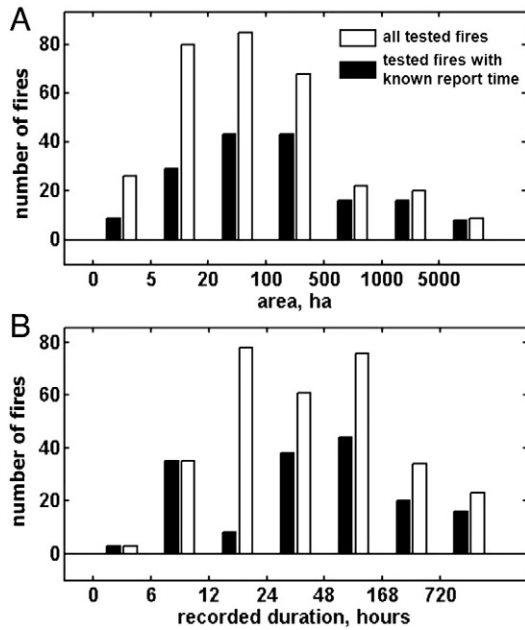 A
all tested fires
tested fires with
known report time
number of fires
80
60
40
20
0
0 5 20 100 500 1000 5000
area, ha
B
number of fires
80
60
40
20
0
0 6 12 24 48 168 720
recorded duration, hours